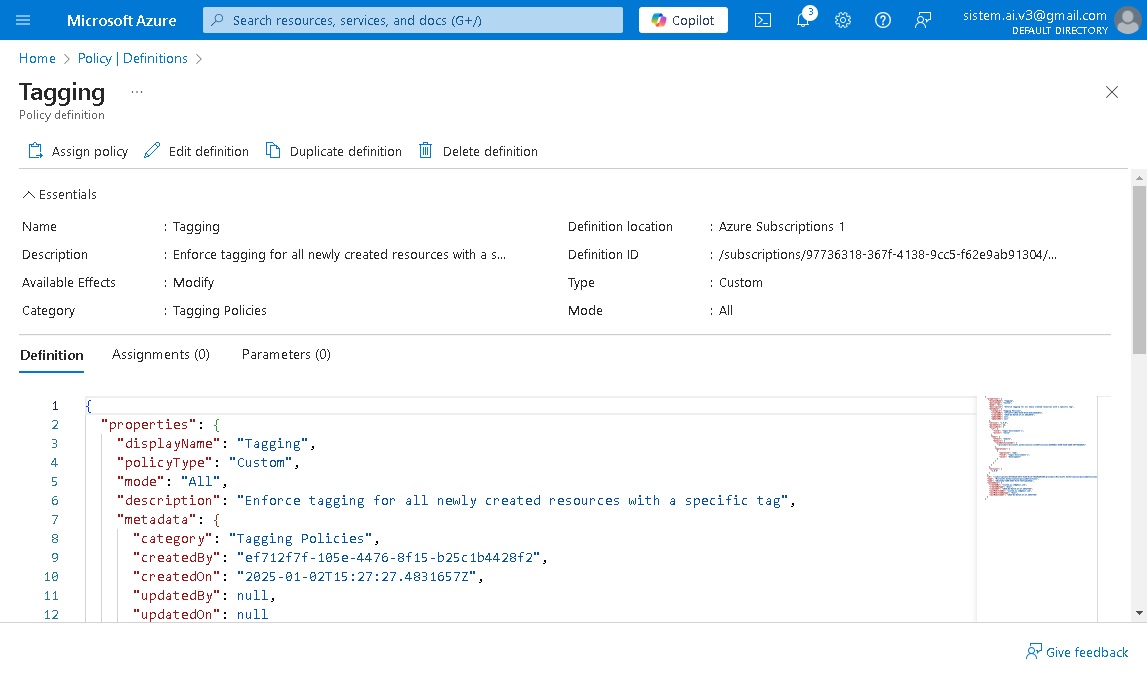 Microsoft Azure
Search resources, services, and docs (G+/)
Copilot
3
sistem.ai.v3@gmail.com
DEFAULT DIRECTORY
Home > Policy | Definitions >
Tagging ...
Policy definition
Assign policy Edit definition Duplicate definition Delete definition
Essentials
Name : Tagging
Definition location : Azure Subscriptions 1
Description : Enforce tagging for all newly created resources with a s...
Definition ID : /subscriptions/97736318-367f-4138-9cc5-f62e9ab91304/...
Available Effects : Modify
Type : Custom
Category : Tagging Policies
Mode : All
Definition Assignments (0) Parameters (0)
1 {
2 "properties": {
3 "displayName": "Tagging",
4 "policyType": "Custom",
5 "mode": "All",
6 "description": "Enforce tagging for all newly created resources with a specific tag",
7 "metadata": {
8 "category": "Tagging Policies",
9 "createdBy": "ef712f7f-105e-4476-8f15-b25c1b4428f2",
10 "createdOn": "2025-01-02T15:27:27.4831657Z",
11 "updatedBy": null,
12 "updatedOn": null
Give feedback